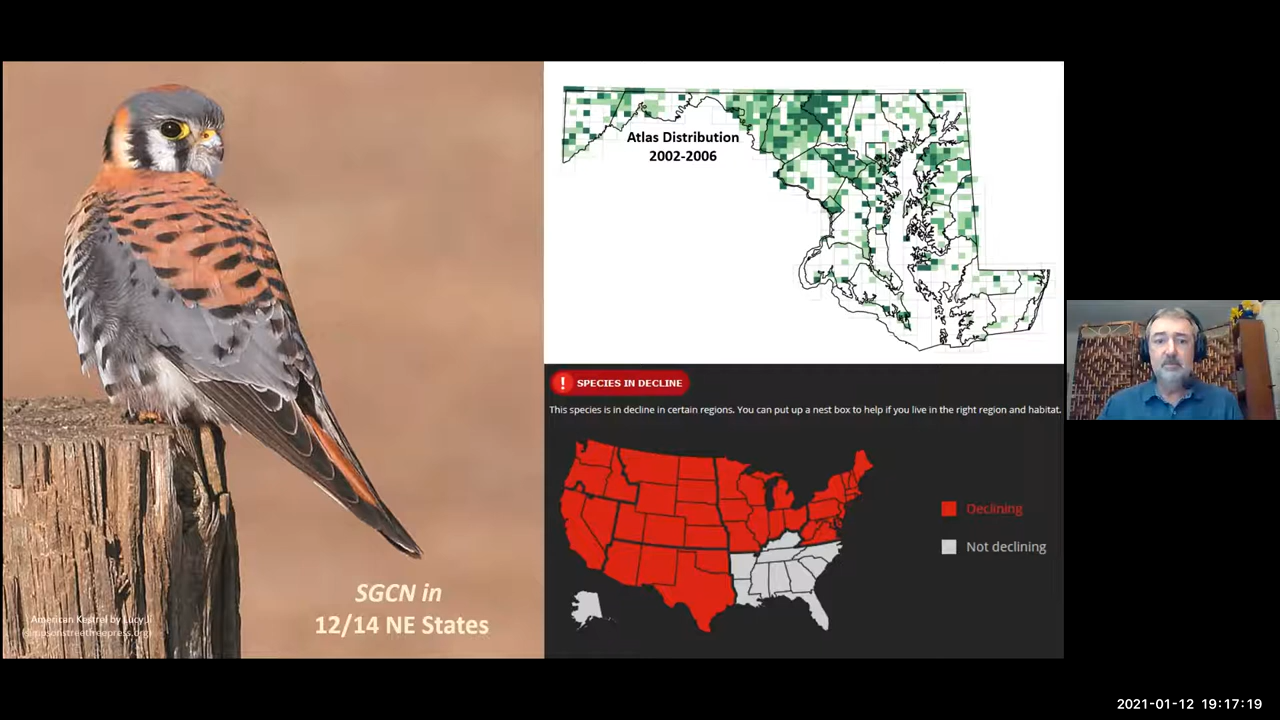 American Kestrel by Lucy Ji
SGCN in
12/14 NE States
Atlas Distribution
2002-2006
! SPECIES IN DECLINE
This species is in decline in certain regions. You can put up a nest box to help if you live in the right region and habitat.
Declining
Not declining
2021-01-12 19:17:19